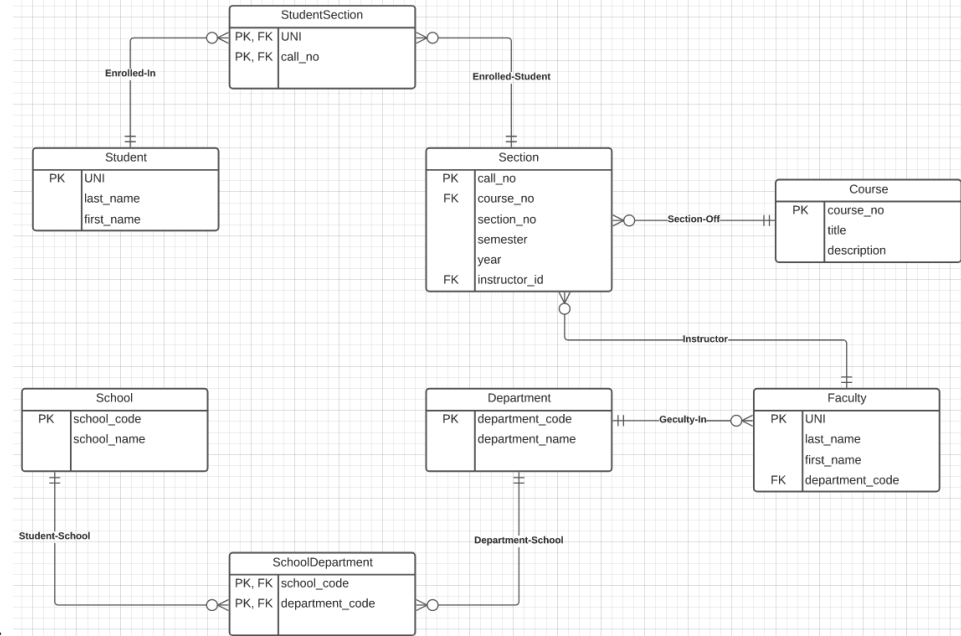 StudentSection
PK, FK UNI
PK, FK call_no
Enrolled-In
Enrolled-Student
Student
PK UNI
last_name
first_name
Section
PK call_no
FK course_no
section_no
semester
year
FK instructor_id
Section-Off
Course
PK course_no
title
description
Instructor
School
PK school_code
school_name
Department
PK department_code
department_name
Geculty-In
Faculty
PK UNI
last_name
first_name
FK department_code
Student-School
Department-School
SchoolDepartment
PK, FK school_code
PK, FK department_code